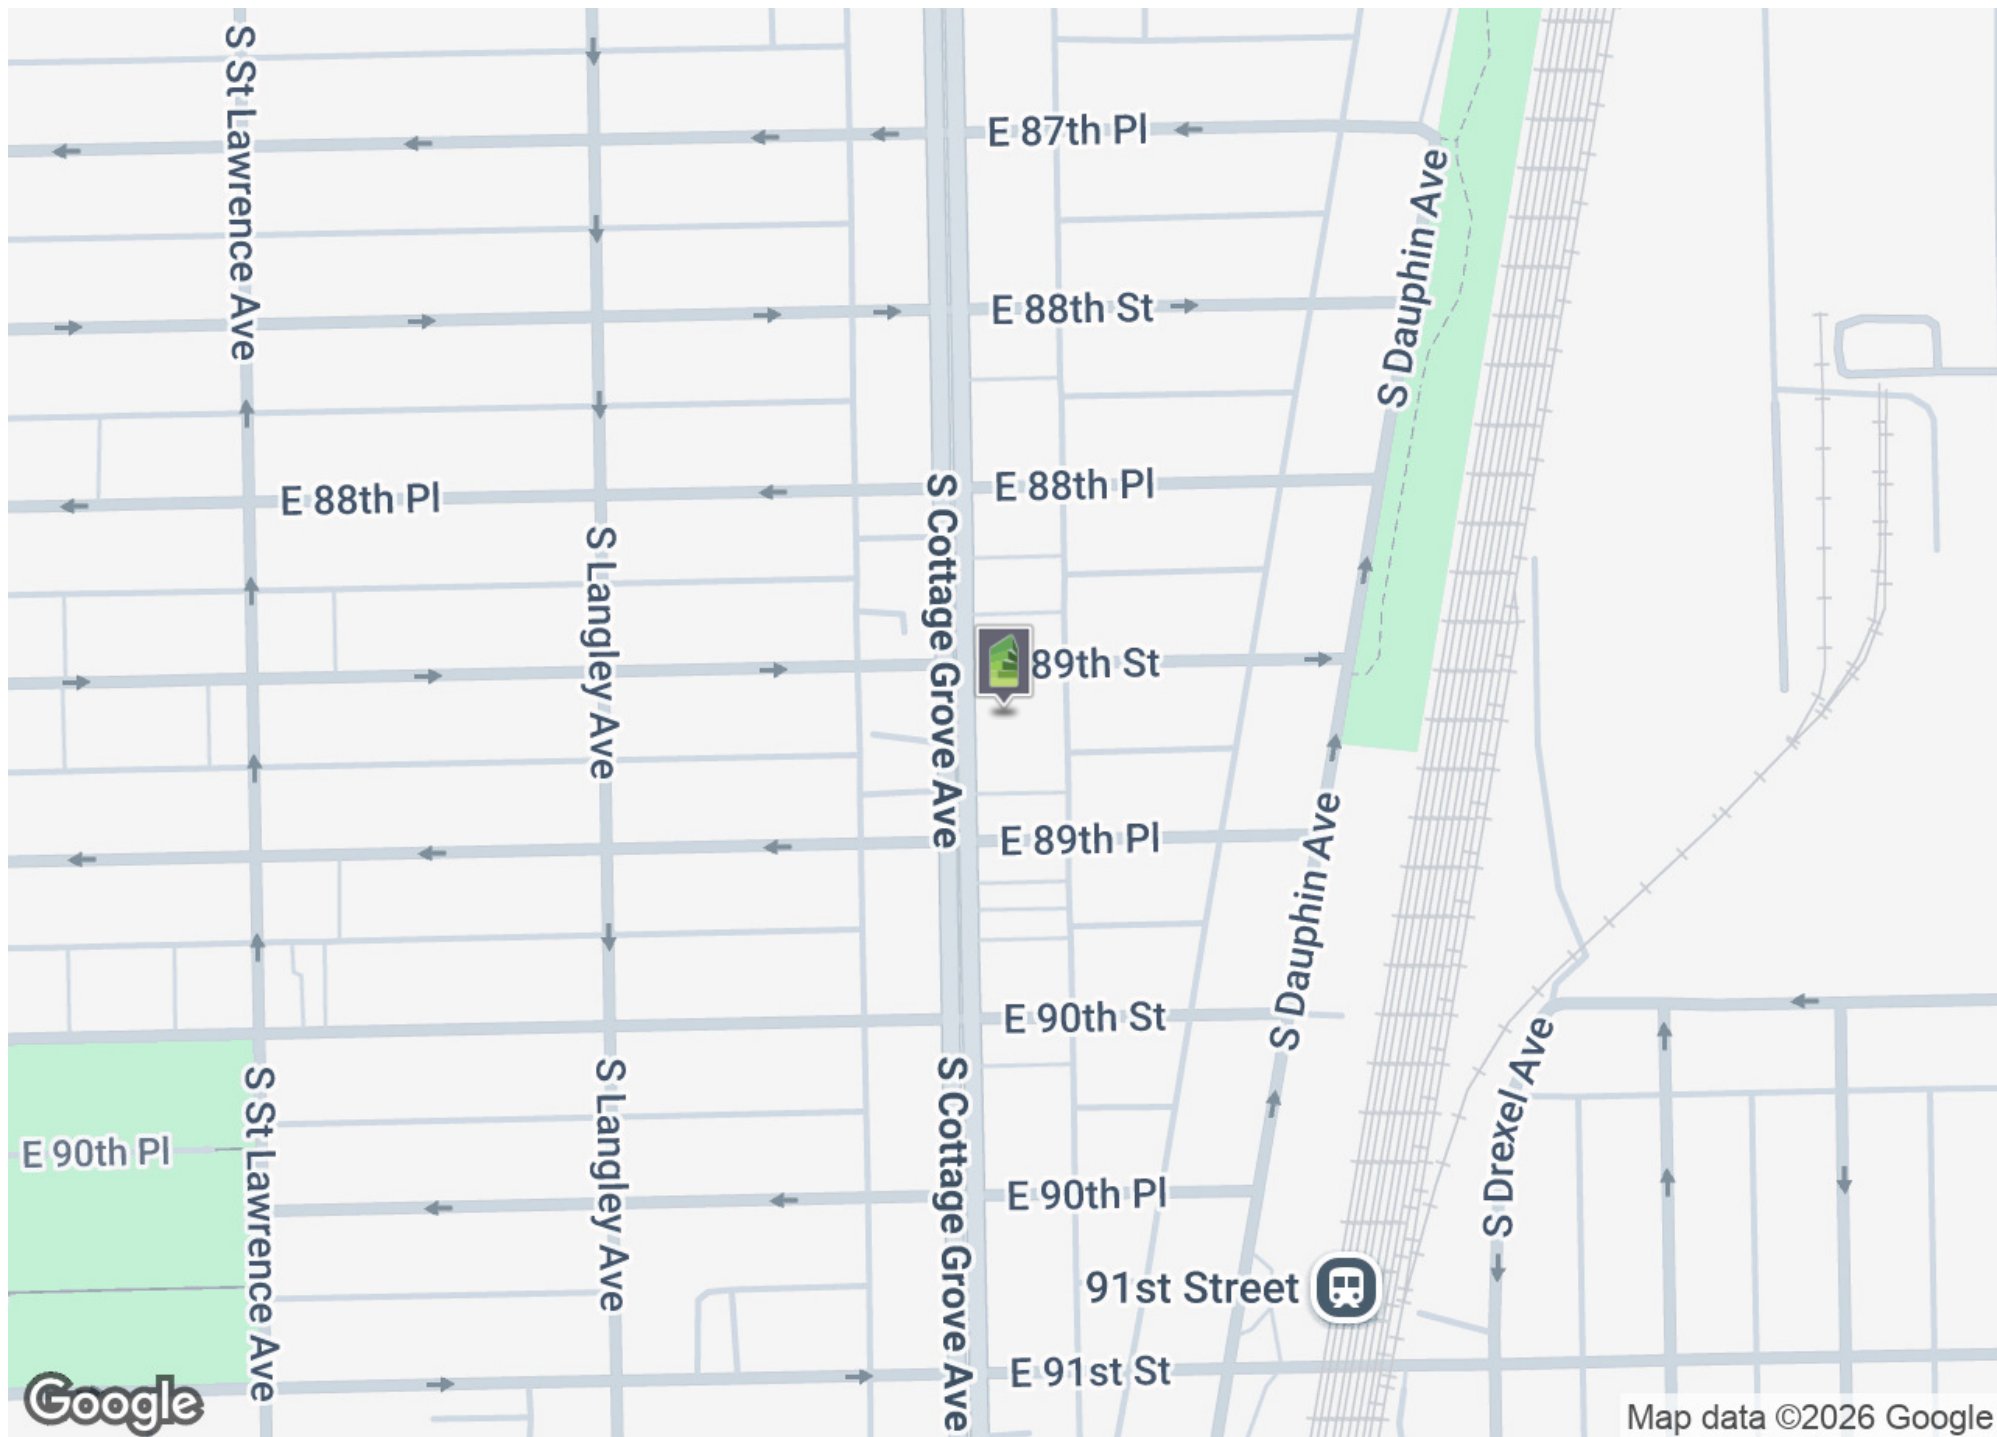 S St Lawrence Ave
E 87th Pl
S Dauphin Ave
E 88th St
E 88th Pl
E 88th Pl
S Cottage Grove Ave
S Langley Ave
89th St
S Dauphin Ave
E 89th Pl
E 90th St
S Drexel Ave
S Cottage Grove Ave
S Langley Ave
S St Lawrence Ave
E 90th Pl
E 90th Pl
91st Street
E 91st St
Google
Map data ©2026 Google